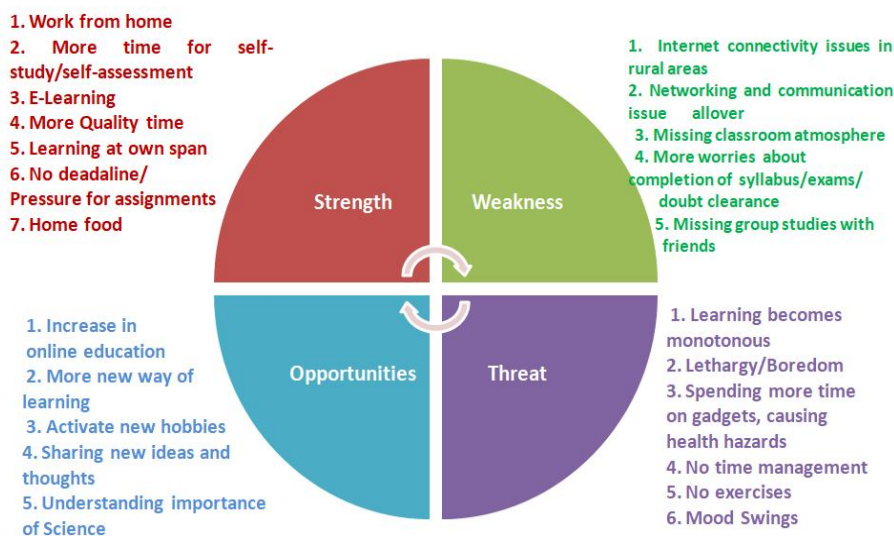 1. Work from home
2. More time for self-
study/self-assessment
3. E-Learning
4. More Quality time
5. Learning at own span
6. No deadaline/
Pressure for assignments
7. Home food
Strength
1. Internet connectivity issues in
rural areas
2. Networking and communication
issue allover
3. Missing classroom atmosphere
4. More worries about
completion of syllabus/exams/
doubt clearance
5. Missing group studies with
friends
Weakness
1. Increase in
online education
2. More new way of
learning
3. Activate new hobbies
4. Sharing new ideas and
thoughts
5. Understanding importance
of Science
Opportunities
Threat
1. Learning becomes
monotonous
2. Lethargy/Boredom
3. Spending more time
on gadgets, causing
health hazards
4. No time management
5. No exercises
6. Mood Swings